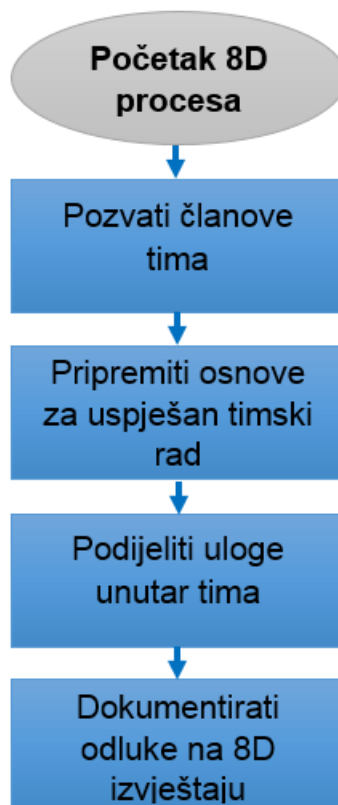 Početak 8D
procesa
Pozvati članove
tima
Pripremiti osnove
za uspješan timski
rad
Podijeliti uloge
unutar tima
Dokumentirati
odluke na 8D
izvještaju